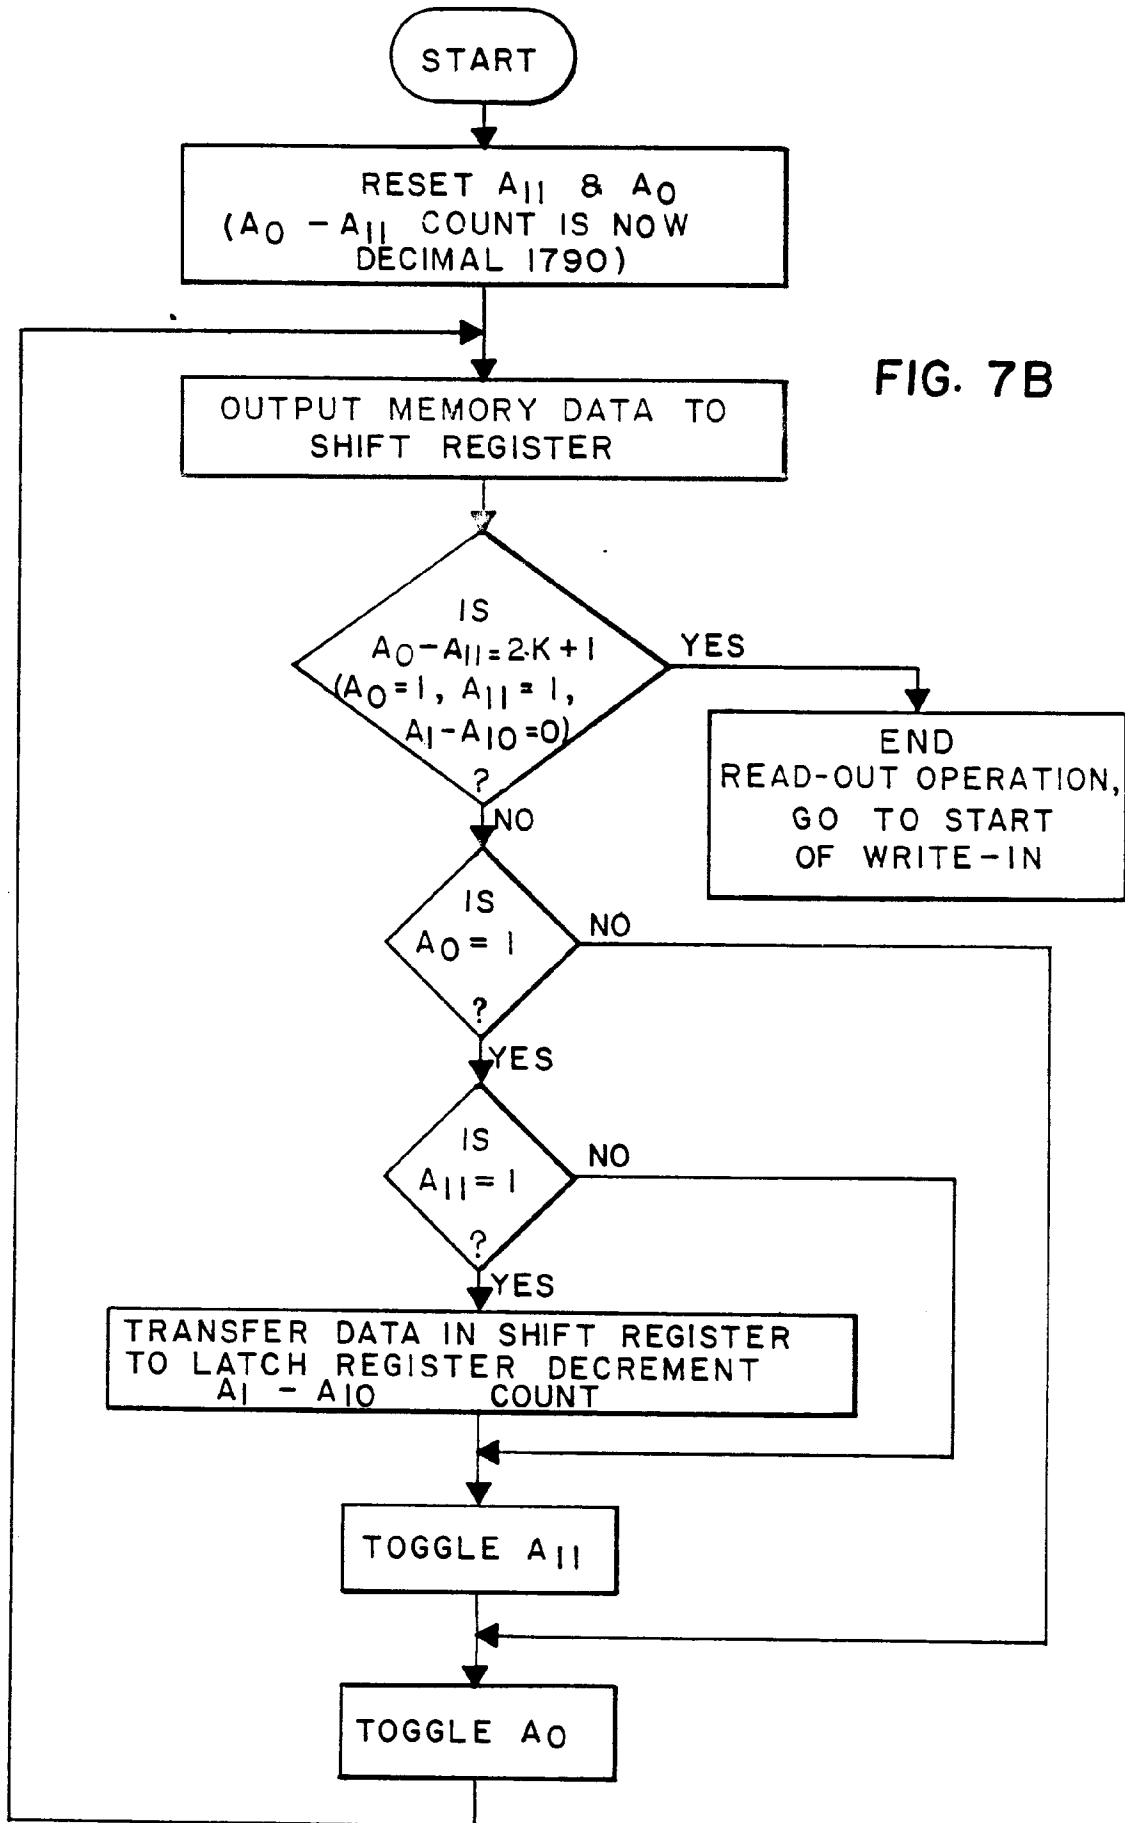 START
RESET A11 & A0
(A0 - A11 COUNT IS NOW
DECIMAL 1790)
FIG. 7B
OUTPUT MEMORY DATA TO
SHIFT REGISTER
IS
A0-A11=2·K+1
(A0=1, A11=1,
A1-A10=0)
?
YES
END
READ-OUT OPERATION,
GO TO START
OF WRITE-IN
NO
IS
A0=1
?
NO
YES
IS
A11=1
?
NO
YES
TRANSFER DATA IN SHIFT REGISTER
TO LATCH REGISTER DECREMENT
A1 - A10 COUNT
TOGGLE A11
TOGGLE A0